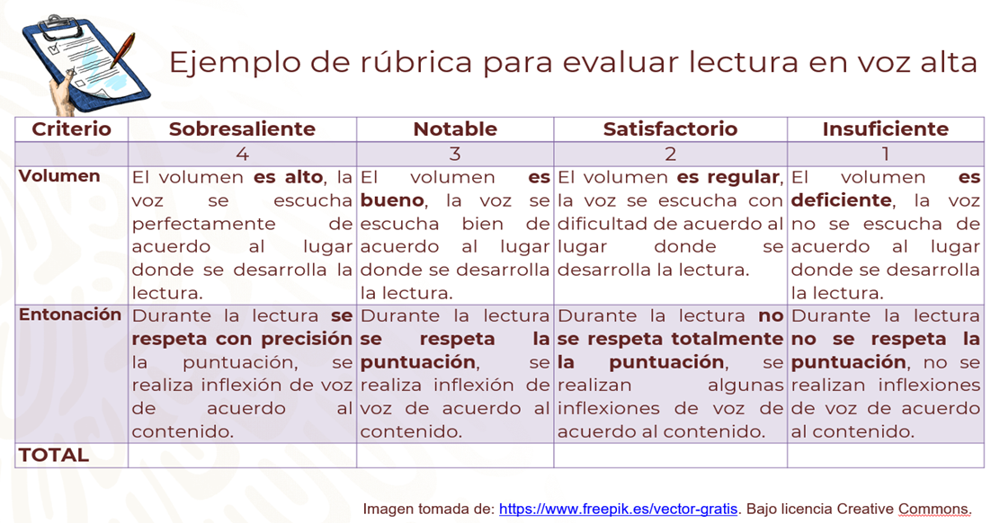 Ejemplo de rúbrica para evaluar lectura en voz alta
Criterio Sobresaliente Notable Satisfactorio Insuficiente
4 3 2 1
Volumen
El volumen es alto, la
voz se escucha
perfectamente de
acuerdo al lugar
donde se desarrolla la
lectura.
El volumen es
bueno, la voz se
escucha bien de
acuerdo al lugar
donde se desarrolla
la lectura.
El volumen es regular,
la voz se escucha con
dificultad de acuerdo al
lugar donde se
desarrolla la lectura.
El volumen es
deficiente, la voz
no se escucha de
acuerdo al lugar
donde se desarrolla
la lectura.
Entonación
Durante la lectura se
respeta con precisión
la puntuación, se
realiza inflexión de voz
de acuerdo al
contenido.
Durante la lectura
se respeta la
puntuación, se
realiza inflexión de
voz de acuerdo al
contenido.
Durante la lectura no
se respeta totalmente
la puntuación, se
realizan algunas
inflexiones de voz de
acuerdo al contenido.
Durante la lectura
no se respeta la
puntuación, no se
realizan inflexiones
de voz de acuerdo
al contenido.
TOTAL
Imagen tomada de: https://www.freepik.es/vector-gratis. Bajo licencia Creative Commons.